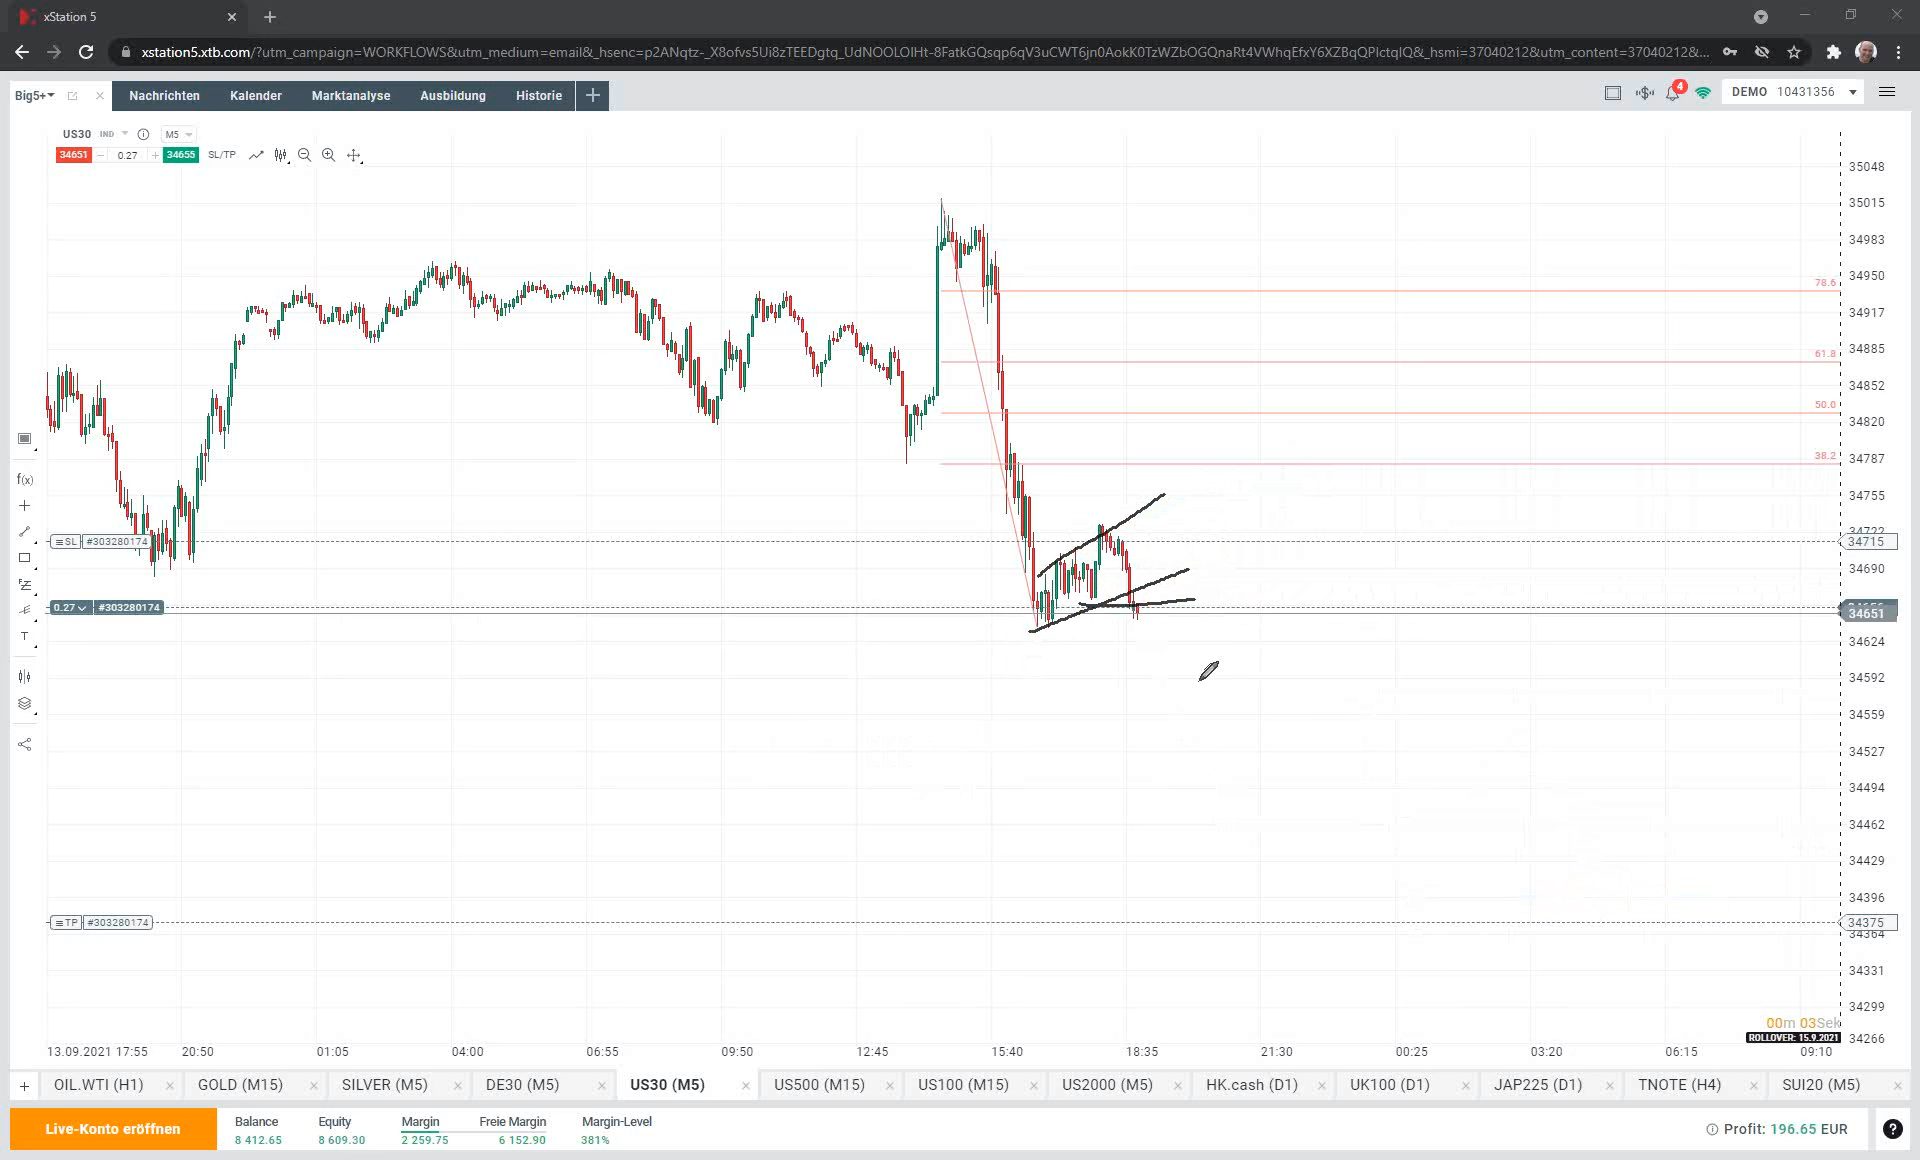 xStation 5
xstation5.xtb.com/?utm_campaign=WORKFLOWS&utm_medium=email&_hsenc=p2ANqtz-_X8ofvs5Ui8zTEEDgtq_UdNOOLOIHt-8FatkGQsqp6qV3uCWT6jn0AokK0TzWZbOGQnaRt4VWhqEfxY6XZBqQPlctqIQ&_hsmi=37040212&utm_content=37040212&...
Big5+ Nachrichten Kalender Marktanalyse Ausbildung Historie 4 DEMO 10431356
US30 IND M5
34651 0.27 34655 SL/TP
35048
35015
34983
34950
78.6
34917
34885
61.8
34852
50.0
34820
34787
38.2
34755
34722
SL #303280174 34715
34690
0.27 #303280174
34651
34624
34592
34559
34527
34494
34462
34429
34396
TP #303280174 34375
34364
34331
34299
00m 03Sek
ROLLOVER: 15.9.2021
34266
13.09.2021 17:55 20:50 01:05 04:00 06:55 09:50 12:45 15:40 18:35 21:30 00:25 03:20 06:15 09:10
f(x)
T
OIL.WTI (H1) GOLD (M15) SILVER (M5) DE30 (M5) US30 (M5) US500 (M15) US100 (M15) US2000 (M5) HK.cash (D1) UK100 (D1) JAP225 (D1) TNOTE (H4) SUI20 (M5)
Live-Konto eröffnen
Balance Equity Margin Freie Margin Margin-Level
8 412.65 8 609.30 2 259.75 6 152.90 381%
Profit: 196.65 EUR